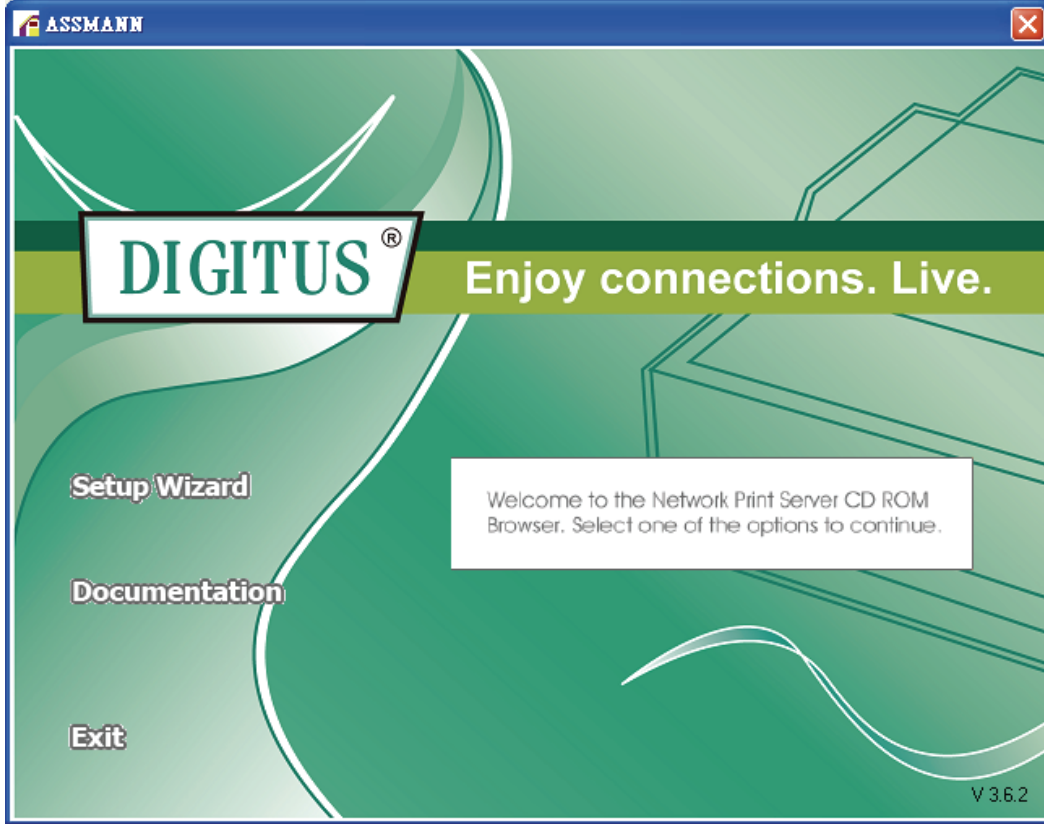 ASSMANN
DIGITUS®
Enjoy connections. Live.
Setup Wizard
Welcome to the Network Print Server CD ROM
Browser. Select one of the options to continue.
Documentation
Exit
V 3.6.2